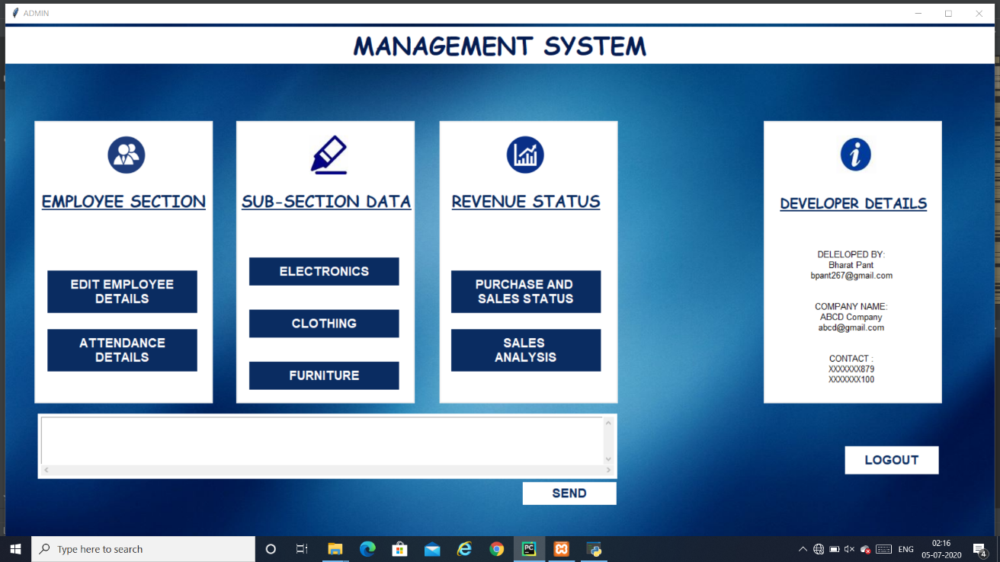 ADMIN
MANAGEMENT SYSTEM
EMPLOYEE SECTION
EDIT EMPLOYEE
DETAILS
ATTENDANCE
DETAILS
SUB-SECTION DATA
ELECTRONICS
CLOTHING
FURNITURE
REVENUE STATUS
PURCHASE AND
SALES STATUS
SALES
ANALYSIS
DEVELOPER DETAILS
DELELOPED BY:
Bharat Pant
bpant267@gmail.com
COMPANY NAME:
ABCD Company
abcd@gmail.com
CONTACT :
XXXXXXX879
XXXXXXX100
SEND
LOGOUT
Type here to search
PC
ENG
02:16
05-07-2020
4